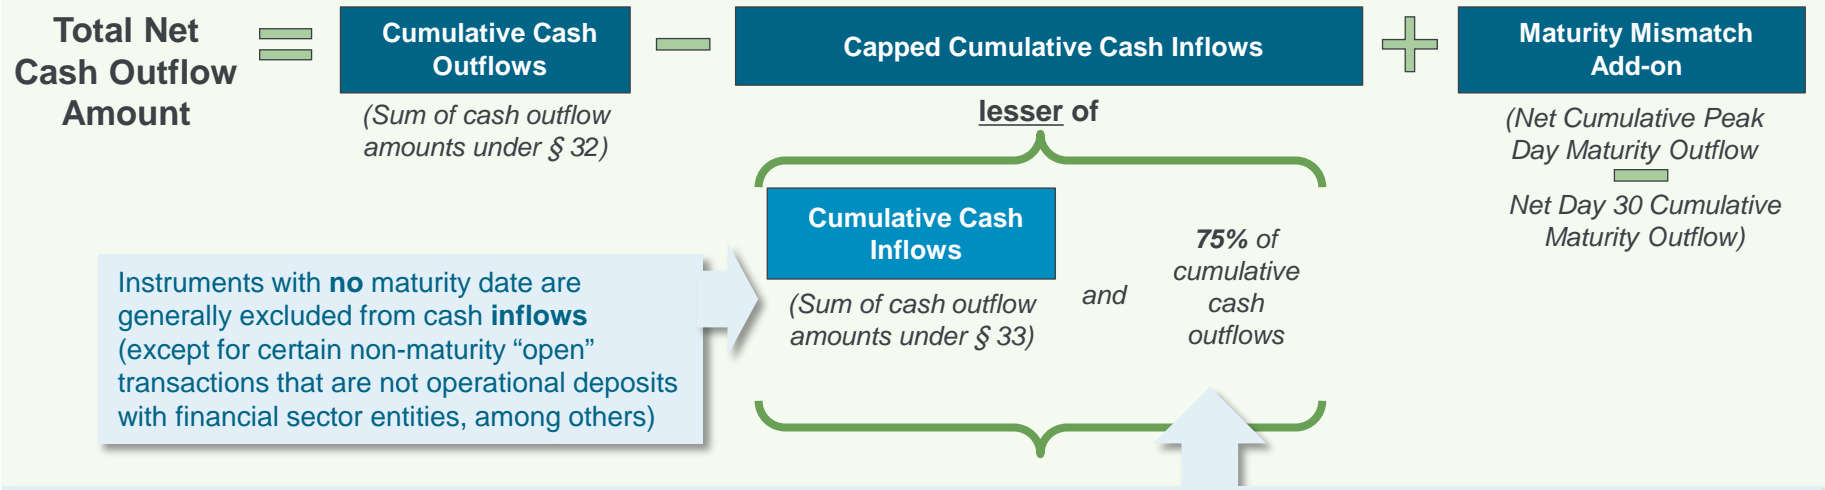 Total Net
Cash Outflow
Amount
Cumulative Cash
Outflows
(Sum of cash outflow
amounts under § 32)
Capped Cumulative Cash Inflows
lesser of
Cumulative Cash
Inflows
(Sum of cash outflow
amounts under § 33)
and
75% of
cumulative
cash
outflows
Maturity Mismatch
Add-on
(Net Cumulative Peak
Day Maturity Outflow
Net Day 30 Cumulative
Maturity Outflow)
Instruments with no maturity date are
generally excluded from cash inflows
(except for certain non-maturity “open”
transactions that are not operational deposits
with financial sector entities, among others)